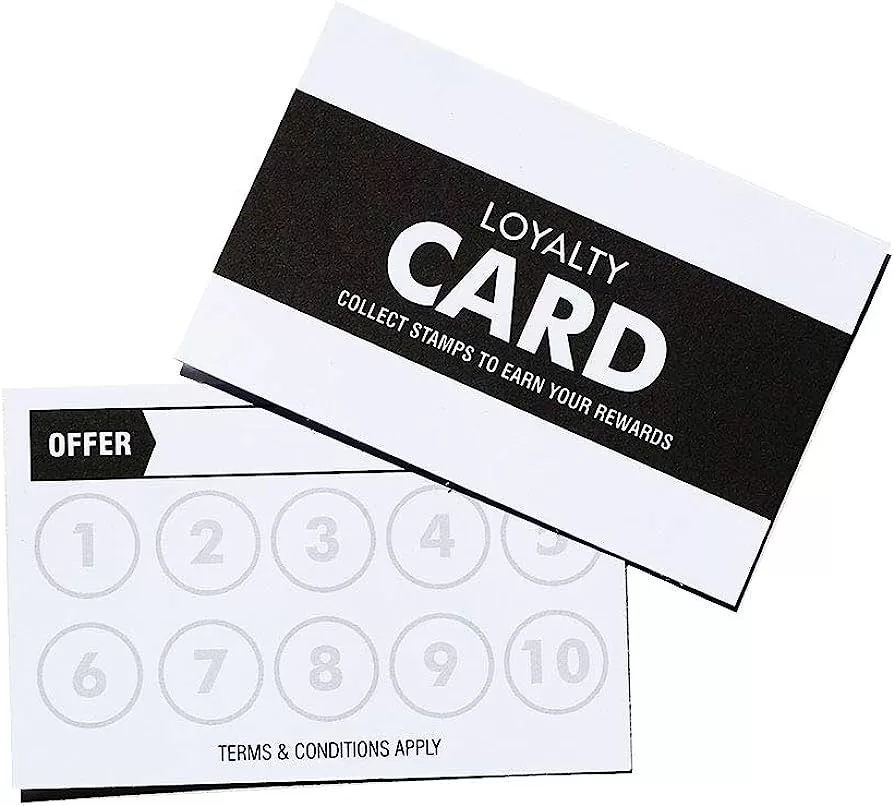 LOYALTY
CARD
COLLECT STAMPS TO EARN YOUR REWARDS
OFFER
1 2 3 4 5
6 7 8 9 10
TERMS & CONDITIONS APPLY